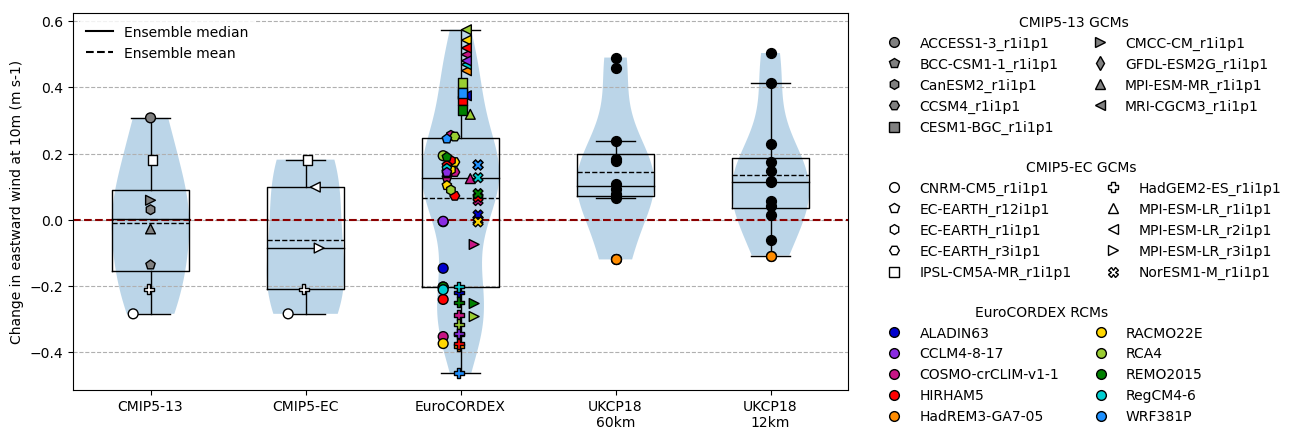 Change in eastward wind at 10m (m s-1)
0.6
0.4
0.2
0.0
−0.2
−0.4
Ensemble median
Ensemble mean
CMIP5-13
CMIP5-EC
EuroCORDEX
UKCP18
60km
UKCP18
12km
CMIP5-13 GCMs
ACCESS1-3_r1i1p1
BCC-CSM1-1_r1i1p1
CanESM2_r1i1p1
CCSM4_r1i1p1
CESM1-BGC_r1i1p1
CMCC-CM_r1i1p1
GFDL-ESM2G_r1i1p1
MPI-ESM-MR_r1i1p1
MRI-CGCM3_r1i1p1
CMIP5-EC GCMs
CNRM-CM5_r1i1p1
EC-EARTH_r12i1p1
EC-EARTH_r1i1p1
EC-EARTH_r3i1p1
IPSL-CM5A-MR_r1i1p1
HadGEM2-ES_r1i1p1
MPI-ESM-LR_r1i1p1
MPI-ESM-LR_r2i1p1
MPI-ESM-LR_r3i1p1
NorESM1-M_r1i1p1
EuroCORDEX RCMs
ALADIN63
CCLM4-8-17
COSMO-crCLIM-v1-1
HIRHAM5
HadREM3-GA7-05
RACMO22E
RCA4
REMO2015
RegCM4-6
WRF381P